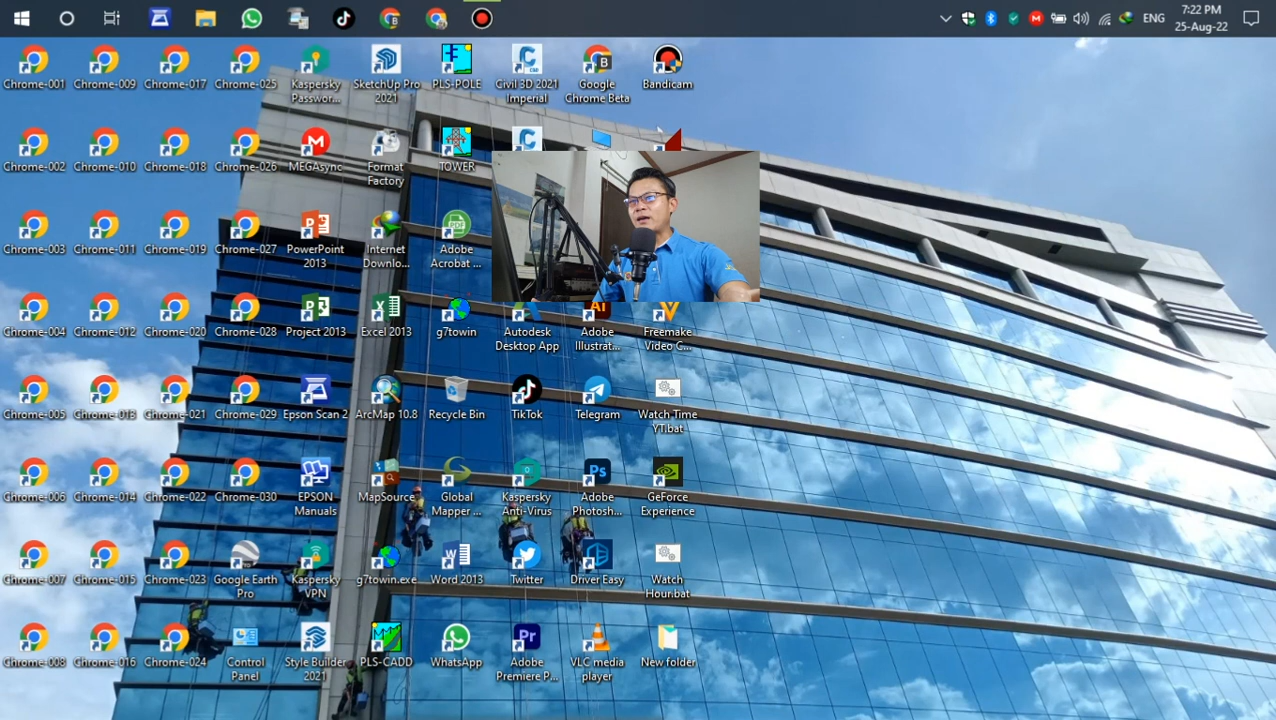 7:22 PM
ENG
25-Aug-22
Chrome-001
Chrome-009
Chrome-017
Chrome-025
Kaspersky
Passwor...
SketchUp Pro
2021
PLS-POLE
Civil 3D 2021
Imperial
Google
Chrome Beta
Bandicam
Chrome-002
Chrome-010
Chrome-018
Chrome-026
MEGAsync
Format
Factory
TOWER
Chrome-003
Chrome-011
Chrome-019
Chrome-027
PowerPoint
2013
Internet
Downlo...
Adobe
Acrobat ...
Chrome-004
Chrome-012
Chrome-020
Chrome-028
Project 2013
Excel 2013
g7towin
Autodesk
Desktop App
Adobe
Illustrat...
Freemake
Video C...
Chrome-005
Chrome-013
Chrome-021
Chrome-029
Epson Scan 2
ArcMap 10.8
Recycle Bin
TikTok
Telegram
Watch Time
YT.bat
Chrome-006
Chrome-014
Chrome-022
Chrome-030
EPSON
Manuals
MapSource
Global
Mapper ...
Kaspersky
Anti-Virus
Adobe
Photosh...
GeForce
Experience
Chrome-007
Chrome-015
Chrome-023
Google Earth
Pro
Kaspersky
VPN
g7towin.exe
Word 2013
Twitter
Driver Easy
Watch
Hour.bat
Chrome-008
Chrome-016
Chrome-024
Control
Panel
Style Builder
2021
PLS-CADD
WhatsApp
Adobe
Premiere P...
VLC media
player
New folder